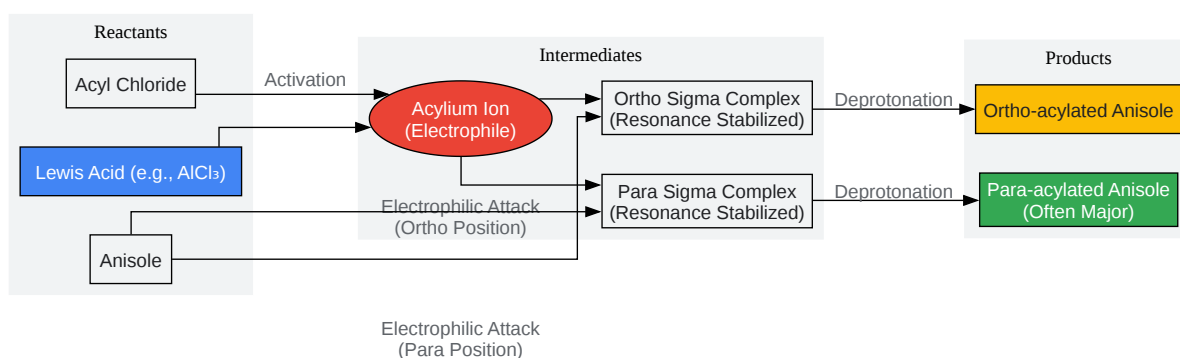 Reactants
Acyl Chloride
Lewis Acid (e.g., AlCl₃)
Anisole
Activation
Intermediates
Acylium Ion
(Electrophile)
Electrophilic Attack
(Ortho Position)
Electrophilic Attack
(Para Position)
Ortho Sigma Complex
(Resonance Stabilized)
Para Sigma Complex
(Resonance Stabilized)
Deprotonation
Deprotonation
Products
Ortho-acylated Anisole
Para-acylated Anisole
(Often Major)